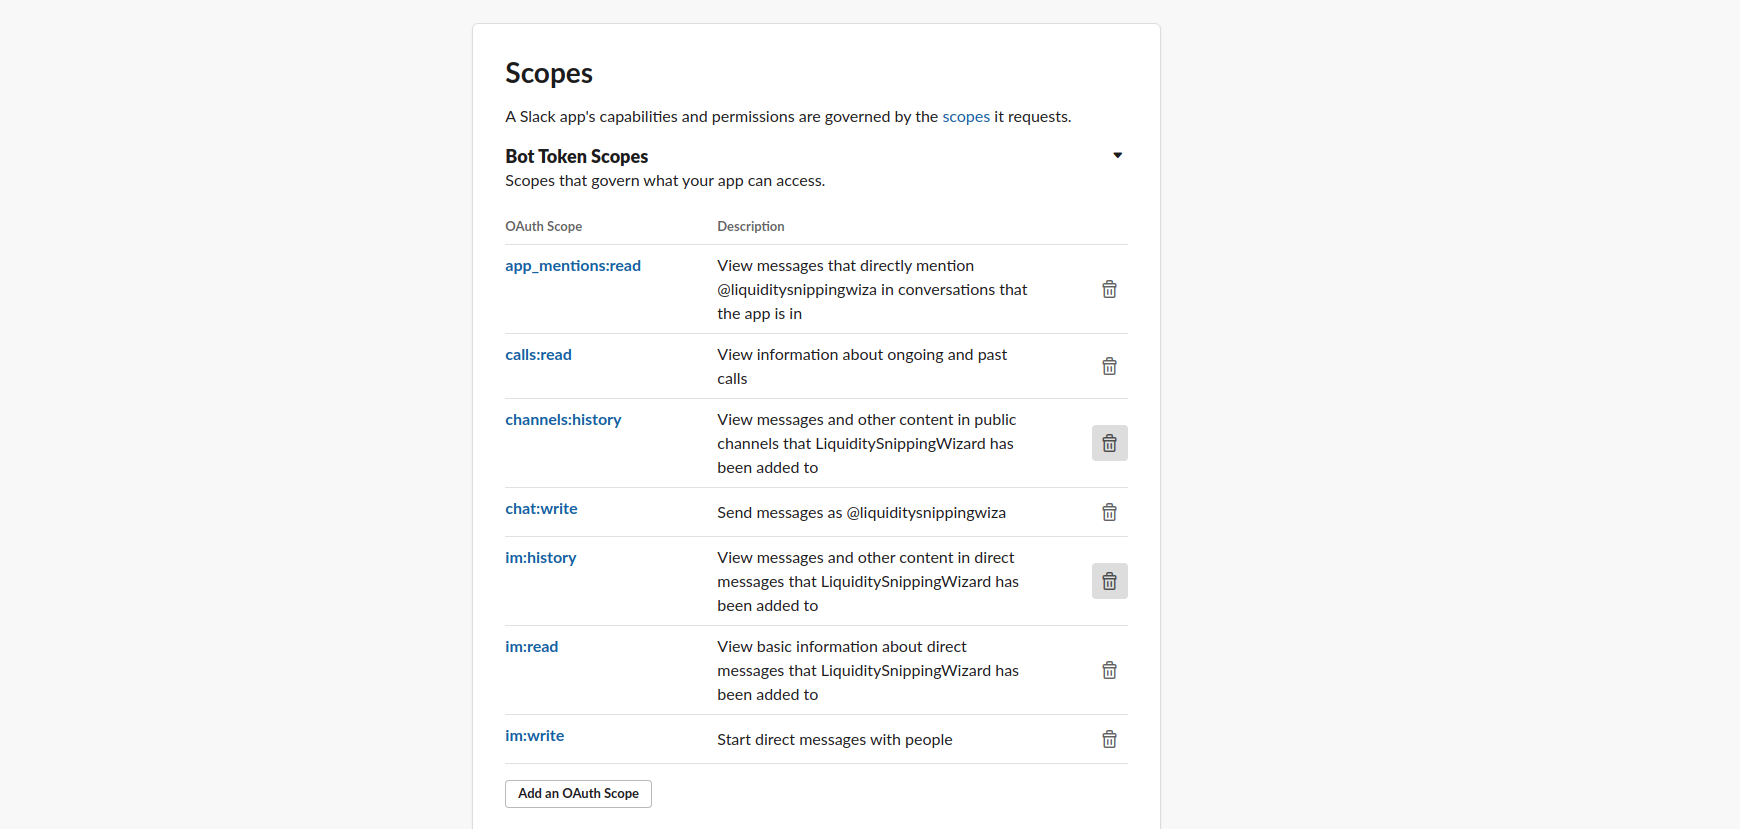 Scopes
A Slack app's capabilities and permissions are governed by the scopes it requests.
Bot Token Scopes
Scopes that govern what your app can access.
OAuth Scope Description
app_mentions:read View messages that directly mention
@liquiditysnippingwiza in conversations that
the app is in
calls:read View information about ongoing and past
calls
channels:history View messages and other content in public
channels that LiquiditySnippingWizard has
been added to
chat:write Send messages as @liquiditysnippingwiza
im:history View messages and other content in direct
messages that LiquiditySnippingWizard has
been added to
im:read View basic information about direct
messages that LiquiditySnippingWizard has
been added to
im:write Start direct messages with people
Add an OAuth Scope